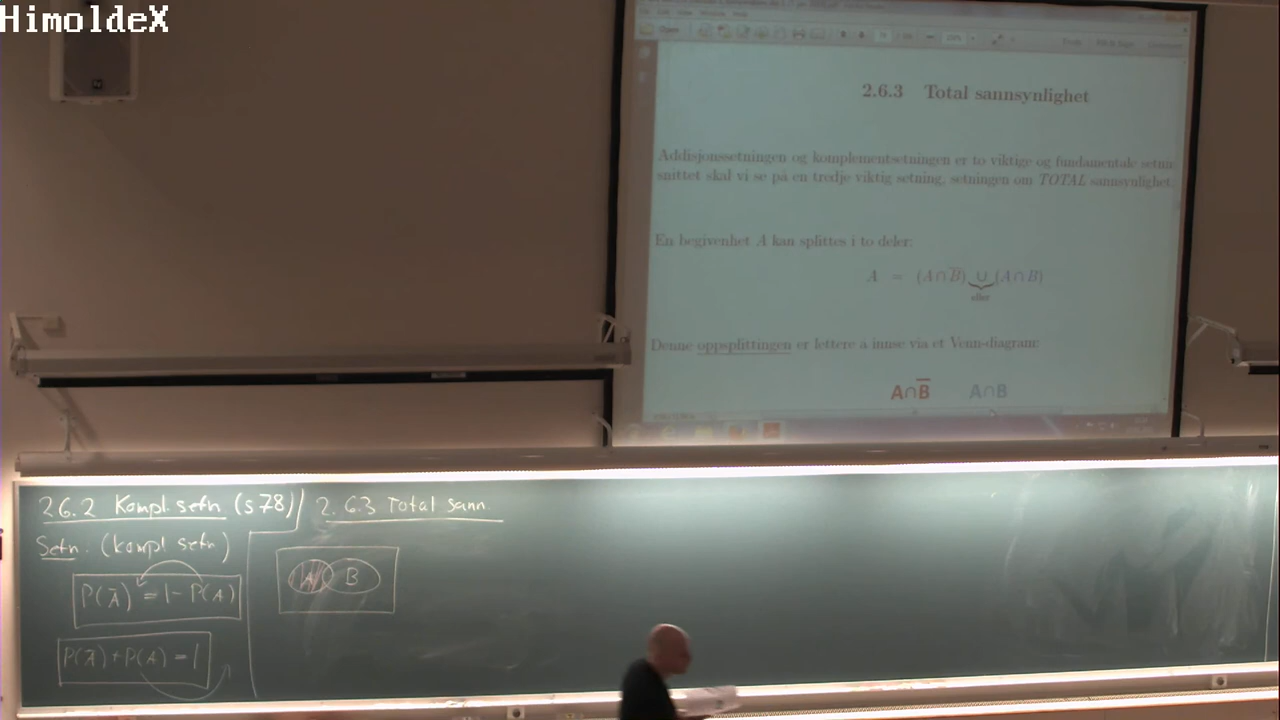 HimoldeX
2.6.3 Total sannsynlighet
Addisjonssetningen og komplementsetningen er to viktige og fundamentale setn
snittet skal vi se på en tredje viktig setning, setningen om TOTAL sannsynlighet
En begivenhet A kan splittes i to deler:
A = (A∩B̅) ∪ (A∩B)
eller
Denne oppsplittingen er lettere å innse via et Venn-diagram:
A∩B̅ A∩B
2.6.2 Kompl. setn (s 78)
Setn. (kompl setn)
P(A̅) = 1 - P(A)
P(A̅) + P(A) = 1
2.6.3 Total sann.
A B